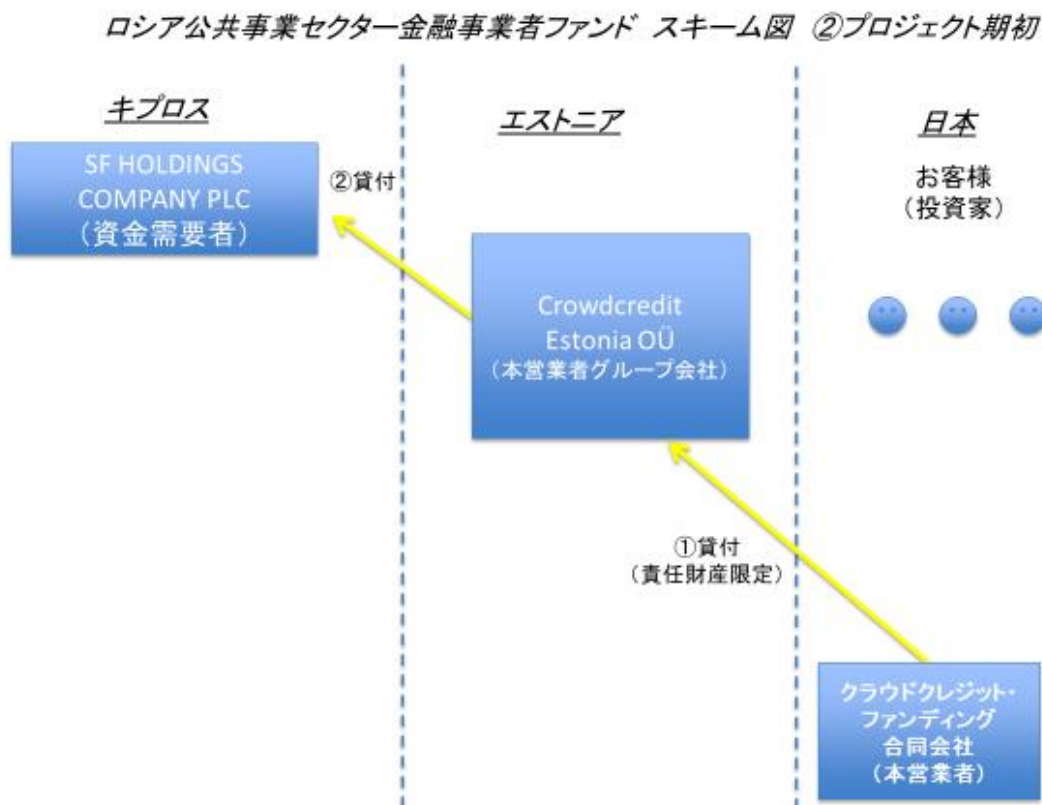 ロシア公共事業セクター金融事業者ファンド スキーム図 ②プロジェクト期初
キプロス
エストニア
日本
SF HOLDINGS
COMPANY PLC
（資金需要者）
②貸付
お客様
（投資家）
Crowdcredit
Estonia OÜ
（本営業者グループ会社）
①貸付
（責任財産限定）
クラウドクレジット・
ファンディング
合同会社
（本営業者）